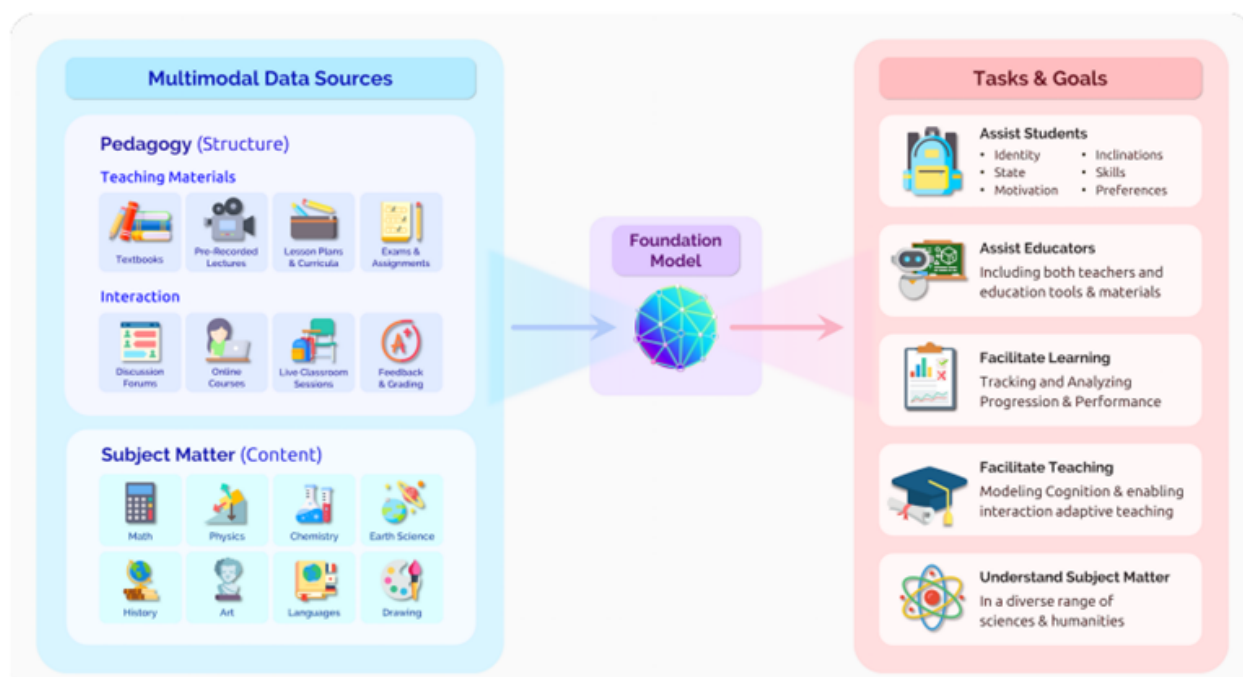 Multimodal Data Sources
Pedagogy (Structure)
Teaching Materials
Textbooks
Pre-Recorded
Lectures
Lesson Plans
& Curricula
Exams &
Assignments
Interaction
Discussion
Forums
Online
Courses
Live Classroom
Sessions
Feedback
& Grading
A+
Subject Matter (Content)
Math
Physics
Chemistry
Earth Science
History
Art
Languages
Drawing
Foundation
Model
Tasks & Goals
Assist Students
• Identity
• State
• Motivation
• Inclinations
• Skills
• Preferences
Assist Educators
Including both teachers and
education tools & materials
Facilitate Learning
Tracking and Analyzing
Progression & Performance
Facilitate Teaching
Modeling Cognition & enabling
interaction adaptive teaching
Understand Subject Matter
In a diverse range of
sciences & humanities